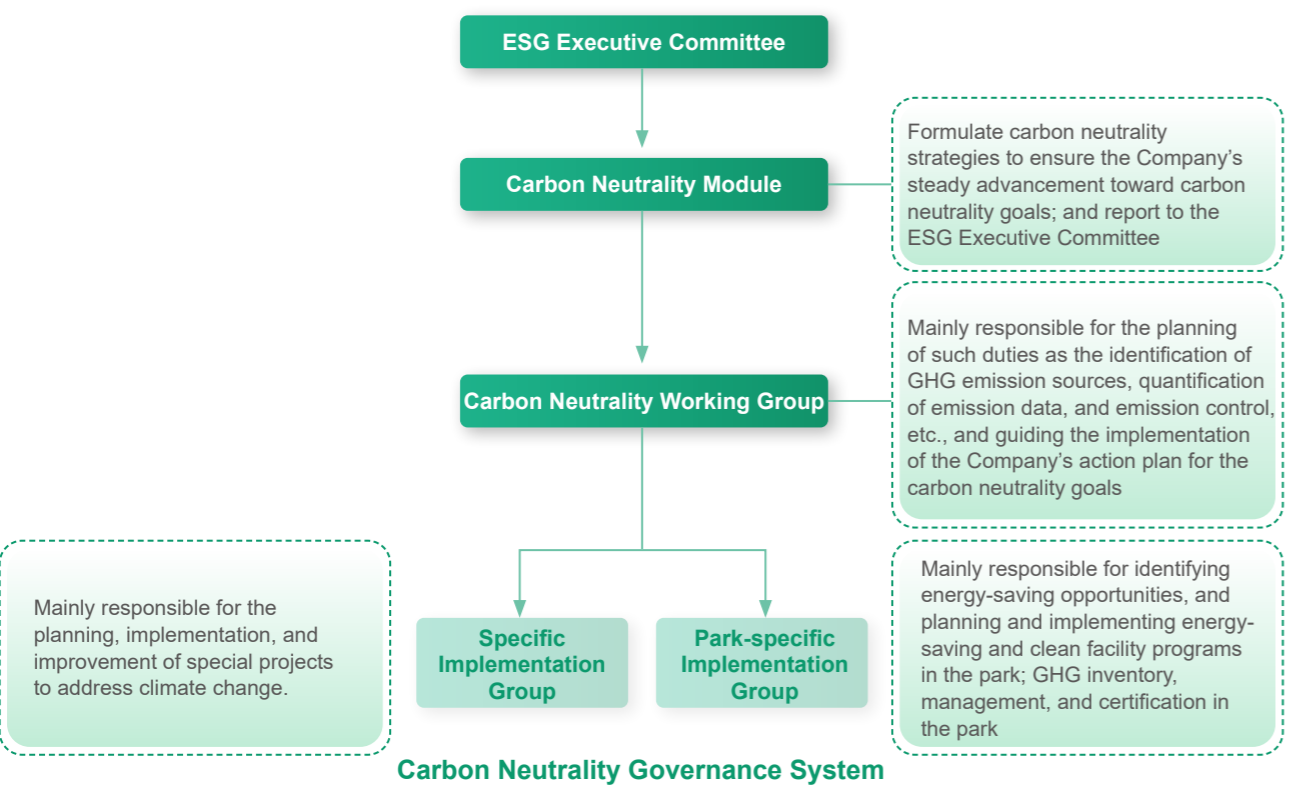 ESG Executive Committee
Carbon Neutrality Module
Formulate carbon neutrality
strategies to ensure the Company’s
steady advancement toward carbon
neutrality goals; and report to the
ESG Executive Committee
Carbon Neutrality Working Group
Mainly responsible for the planning
of such duties as the identification of
GHG emission sources, quantification
of emission data, and emission control,
etc., and guiding the implementation
of the Company’s action plan for the
carbon neutrality goals
Mainly responsible for the
planning, implementation, and
improvement of special projects
to address climate change.
Specific
Implementation
Group
Park-specific
Implementation
Group
Mainly responsible for identifying
energy-saving opportunities, and
planning and implementing energy-
saving and clean facility programs
in the park; GHG inventory,
management, and certification in
the park
Carbon Neutrality Governance System